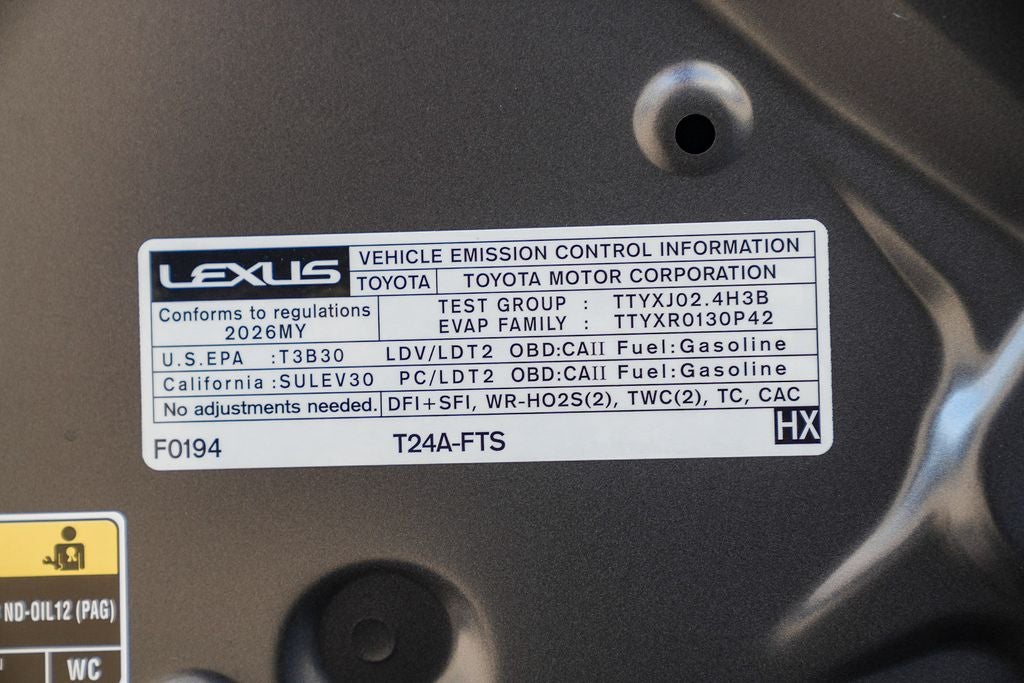 LEXUS
VEHICLE EMISSION CONTROL INFORMATION
TOYOTA TOYOTA MOTOR CORPORATION
Conforms to regulations
2026MY
TEST GROUP : TTYXJ02.4H3B
EVAP FAMILY : TTYXR0130P42
U.S.EPA :T3B30 LDV/LDT2 OBD:CAII Fuel:Gasoline
California :SULEV30 PC/LDT2 OBD:CAII Fuel:Gasoline
No adjustments needed. DFI+SFI, WR-HO2S(2), TWC(2), TC, CAC
F0194 T24A-FTS HX
ND-OIL12 (PAG)
WC